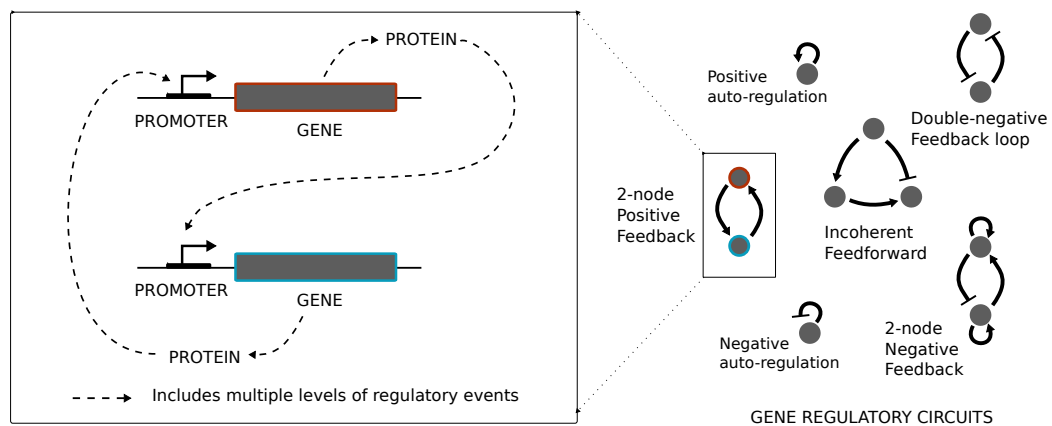 PROTEIN
PROMOTER
GENE
PROMOTER
GENE
PROTEIN
Includes multiple levels of regulatory events
Positive
auto-regulation
Double-negative
Feedback loop
2-node
Positive
Feedback
Incoherent
Feedforward
Negative
auto-regulation
2-node
Negative
Feedback
GENE REGULATORY CIRCUITS